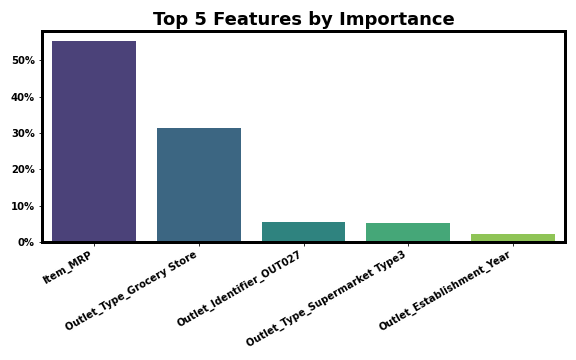 Top 5 Features by Importance
50%
40%
30%
20%
10%
0%
Item_MRP
Outlet_Type_Grocery Store
Outlet_Identifier_OUT027
Outlet_Type_Supermarket Type3
Outlet_Establishment_Year